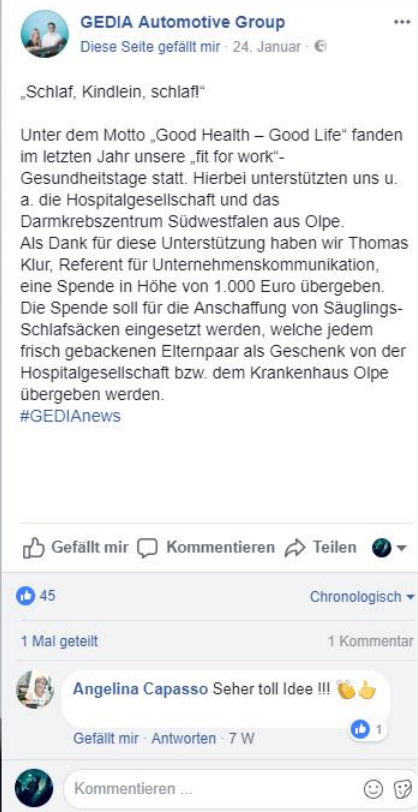 GEDIA Automotive Group
Diese Seite gefällt mir · 24. Januar ·
„Schlaf, Kindlein, schlaf!“
Unter dem Motto „Good Health – Good Life“ fanden
im letzten Jahr unsere „fit for work“-
Gesundheitstage statt. Hierbei unterstützten uns u.
a. die Hospitalgesellschaft und das
Darmkrebszentrum Südwestfalen aus Olpe.
Als Dank für diese Unterstützung haben wir Thomas
Klur, Referent für Unternehmenskommunikation,
eine Spende in Höhe von 1.000 Euro übergeben.
Die Spende soll für die Anschaffung von Säuglings-
Schlafsäcken eingesetzt werden, welche jedem
frisch gebackenen Elternpaar als Geschenk von der
Hospitalgesellschaft bzw. dem Krankenhaus Olpe
übergeben werden.
#GEDIAnews
Gefällt mir Kommentieren Teilen
45 Chronologisch
1 Mal geteilt 1 Kommentar
Angelina Capasso Seher toll Idee !!! 👏👍
1
Gefällt mir · Antworten · 7 W
Kommentieren ...